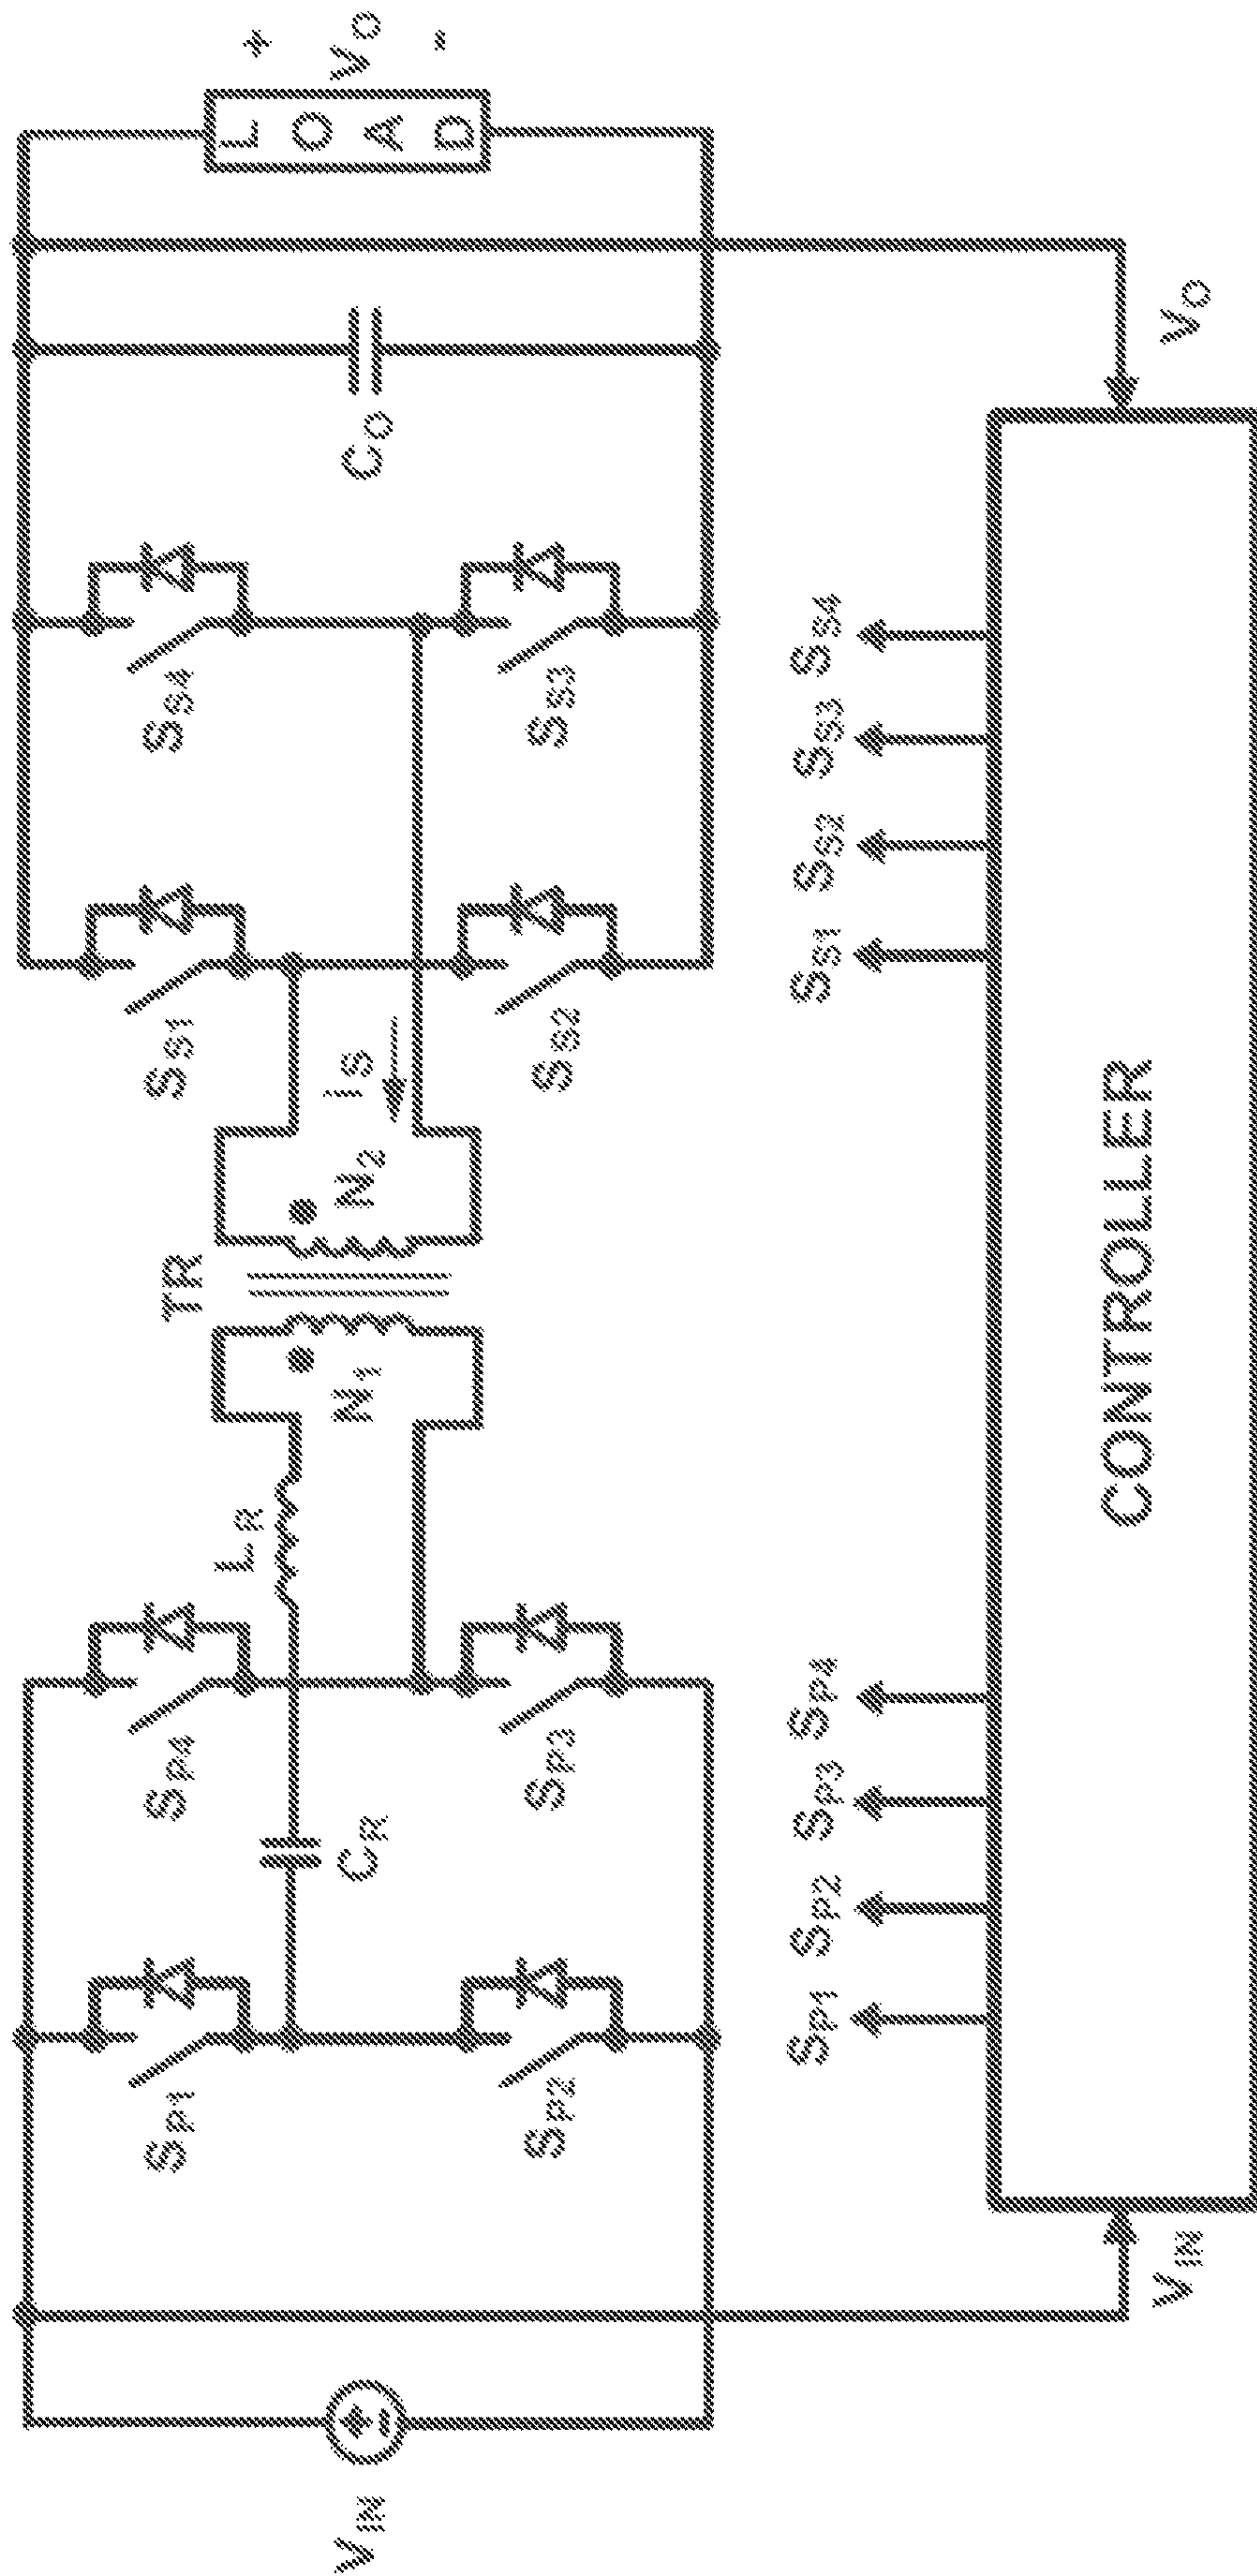 VIN
SP1
SP2
CR
SP4
SP3
LR
N1
TR
N2
iS
SS1
SS2
SS4
SS3
CO
LOAD
+
VO
-
SP1 SP2 SP3 SP4
SS1 SS2 SS3 SS4
VIN
CONTROLLER
VO